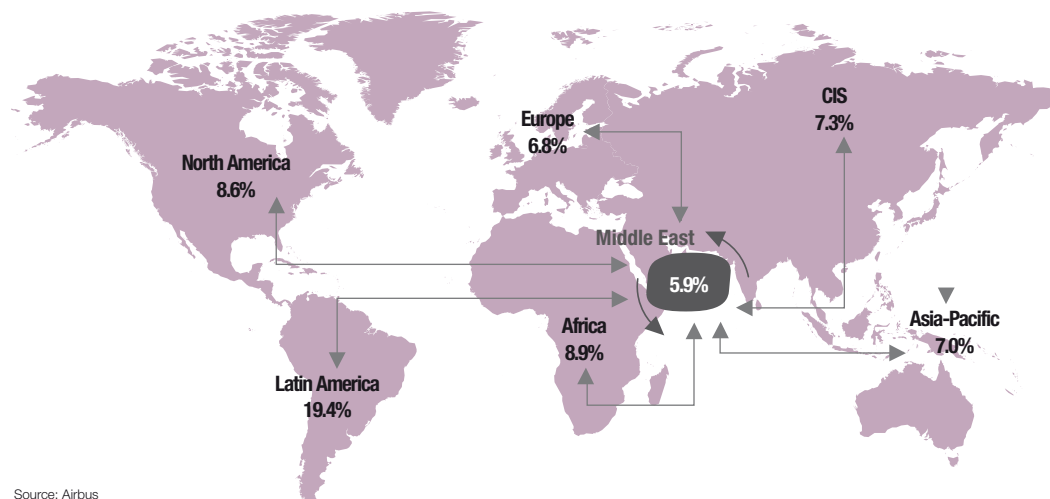 CIS
7.3%
Europe
6.8%
North America
8.6%
Middle East
5.9%
Asia-Pacific
7.0%
Africa
8.9%
Latin America
19.4%
Source: Airbus